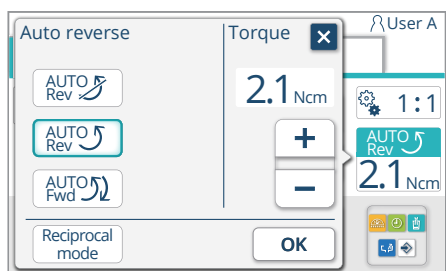 Auto reverse
Torque
User A
AUTO
Rev
2.1 Ncm
1:1
AUTO
Rev
+
AUTO
Rev
2.1 Ncm
AUTO
Fwd
−
Reciprocal
mode
OK